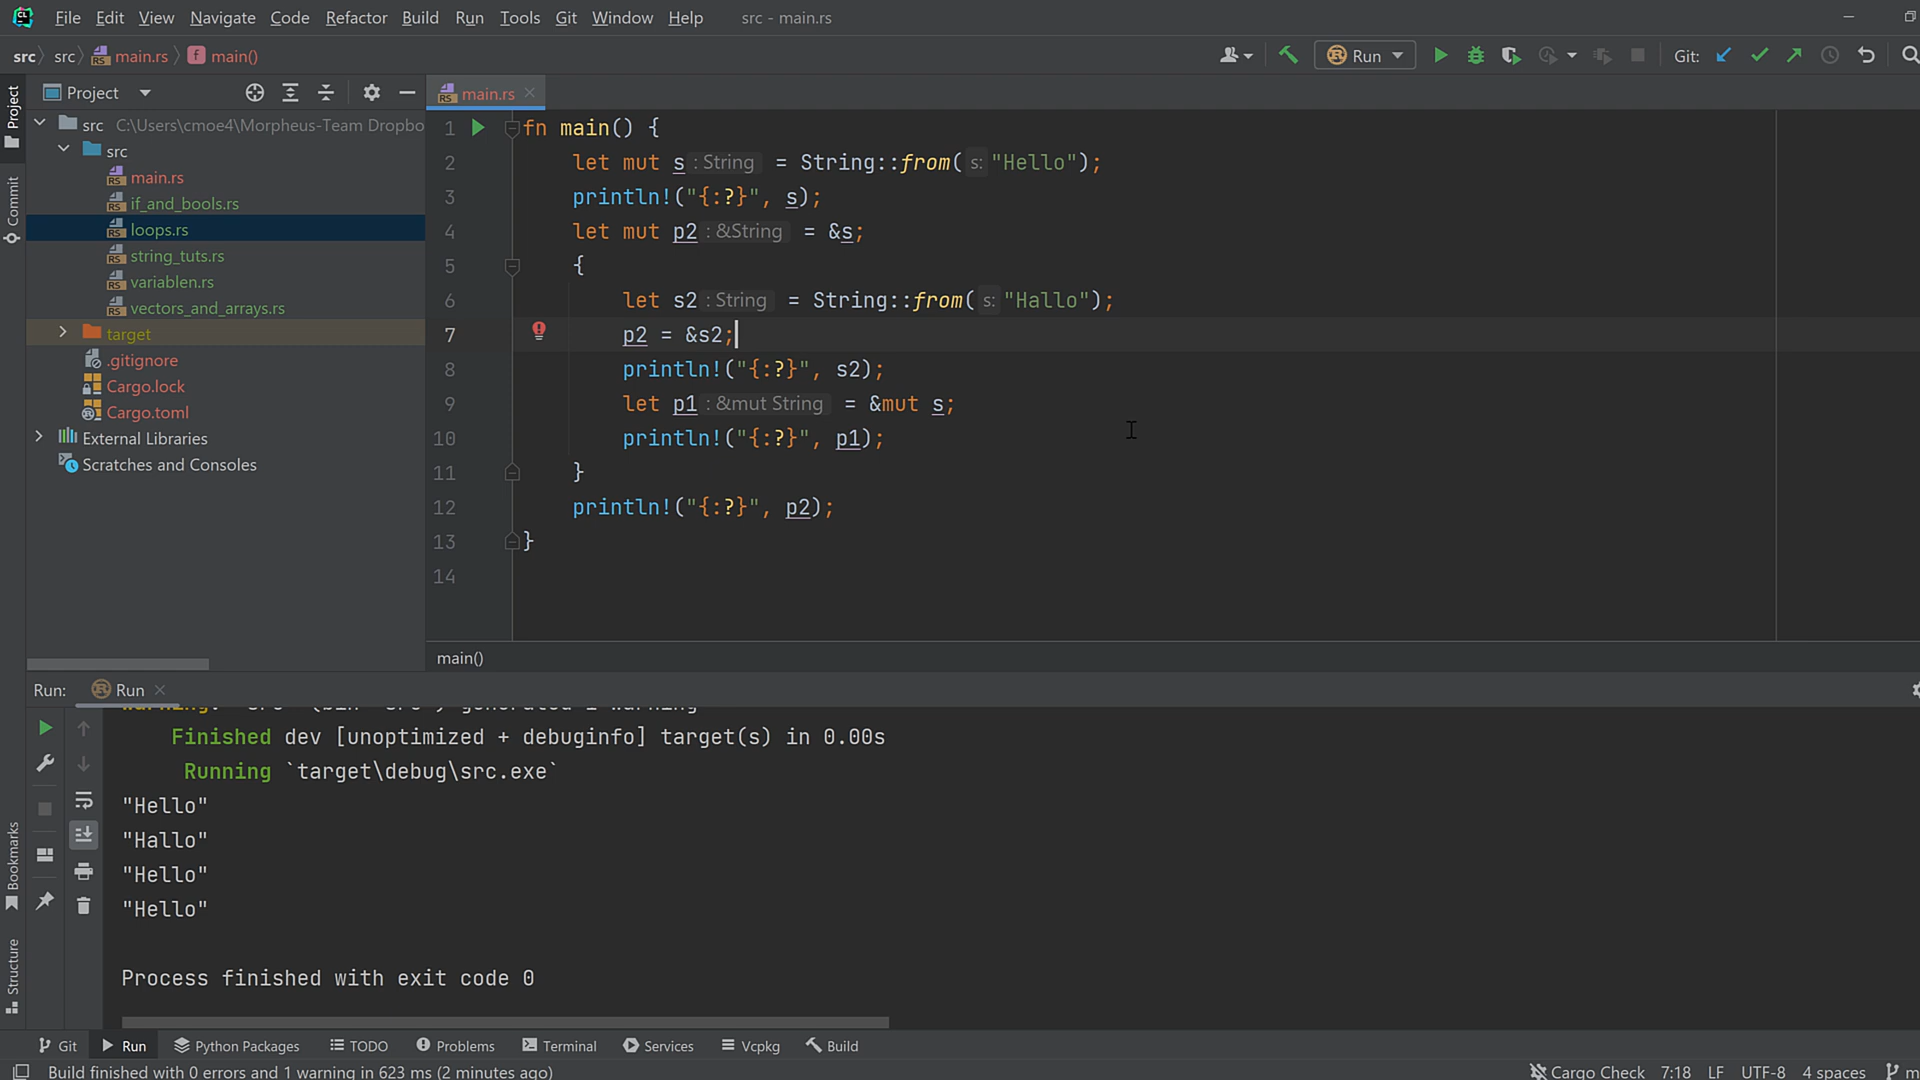 CL File Edit View Navigate Code Refactor Build Run Tools Git Window Help src - main.rs
src src main.rs main() Run Git:
Project main.rs
src C:\Users\cmoe4\Morpheus-Team Dropbo
src
main.rs
if_and_bools.rs
loops.rs
string_tuts.rs
variablen.rs
vectors_and_arrays.rs
target
.gitignore
Cargo.lock
Cargo.toml
External Libraries
Scratches and Consoles
Project
Commit
Bookmarks
Structure
1 fn main() {
2 let mut s : String = String::from( s: "Hello");
3 println!("{:?}", s);
4 let mut p2 : &String = &s;
5 {
6 let s2 : String = String::from( s: "Hallo");
7 p2 = &s2;
8 println!("{:?}", s2);
9 let p1 : &mut String = &mut s;
10 println!("{:?}", p1);
11 }
12 println!("{:?}", p2);
13 }
14
main()
Run: Run
warning: `src` (bin "src") generated 1 warning
Finished dev [unoptimized + debuginfo] target(s) in 0.00s
Running `target\debug\src.exe`
"Hello"
"Hallo"
"Hello"
"Hello"
Process finished with exit code 0
Git Run Python Packages TODO Problems Terminal Services Vcpkg Build
Build finished with 0 errors and 1 warning in 623 ms (2 minutes ago) Cargo Check 7:18 LF UTF-8 4 spaces m